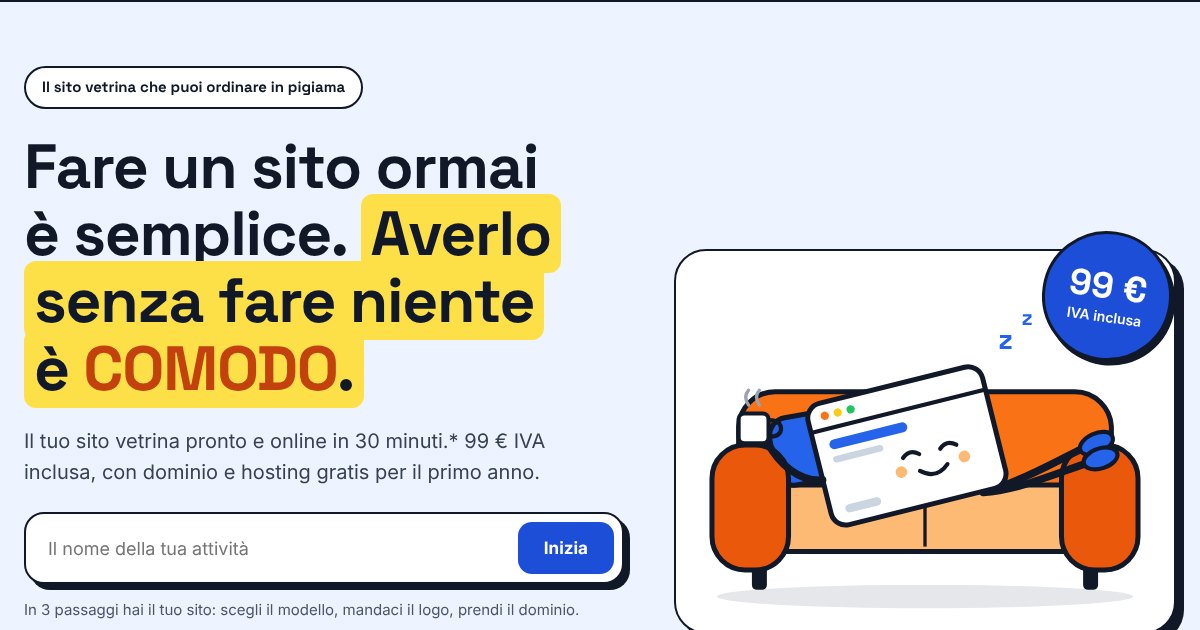 Il sito vetrina che puoi ordinare in pigiama
Fare un sito ormai
è semplice. Averlo
senza fare niente
è COMODO.
Il tuo sito vetrina pronto e online in 30 minuti.* 99 € IVA
inclusa, con dominio e hosting gratis per il primo anno.
Il nome della tua attività
Inizia
In 3 passaggi hai il tuo sito: scegli il modello, mandaci il logo, prendi il dominio.
99 €
IVA inclusa
z
z